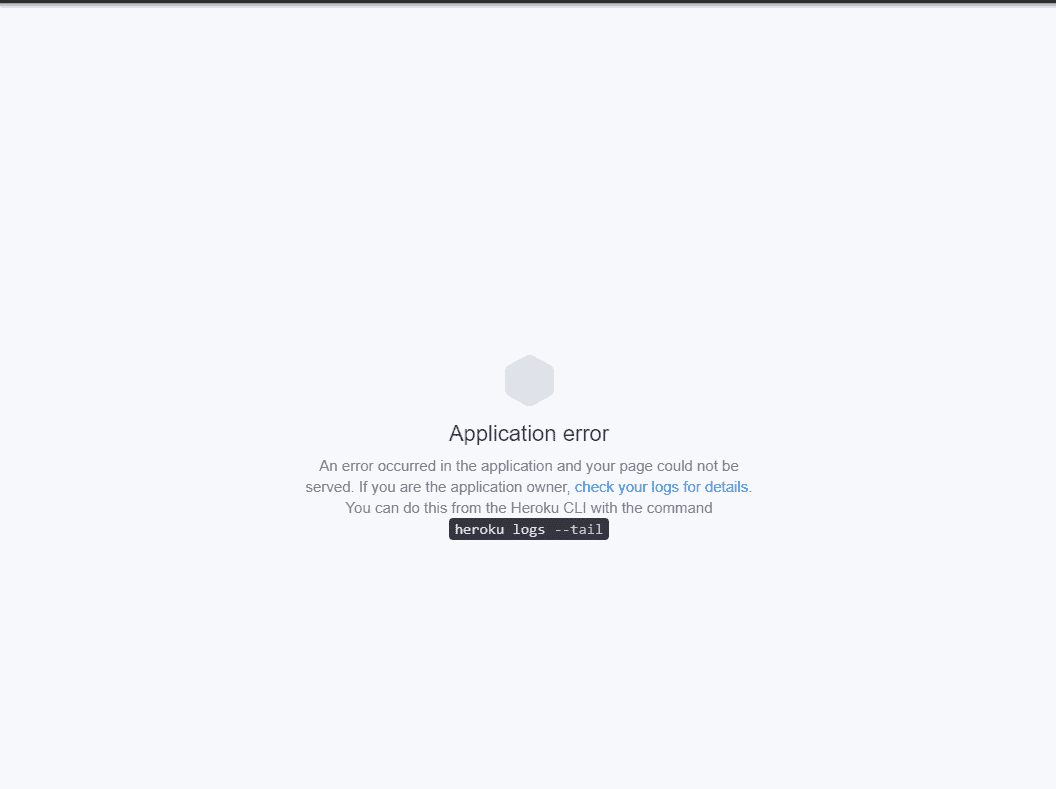 Application error
An error occurred in the application and your page could not be
served. If you are the application owner, check your logs for details.
You can do this from the Heroku CLI with the command
heroku logs --tail